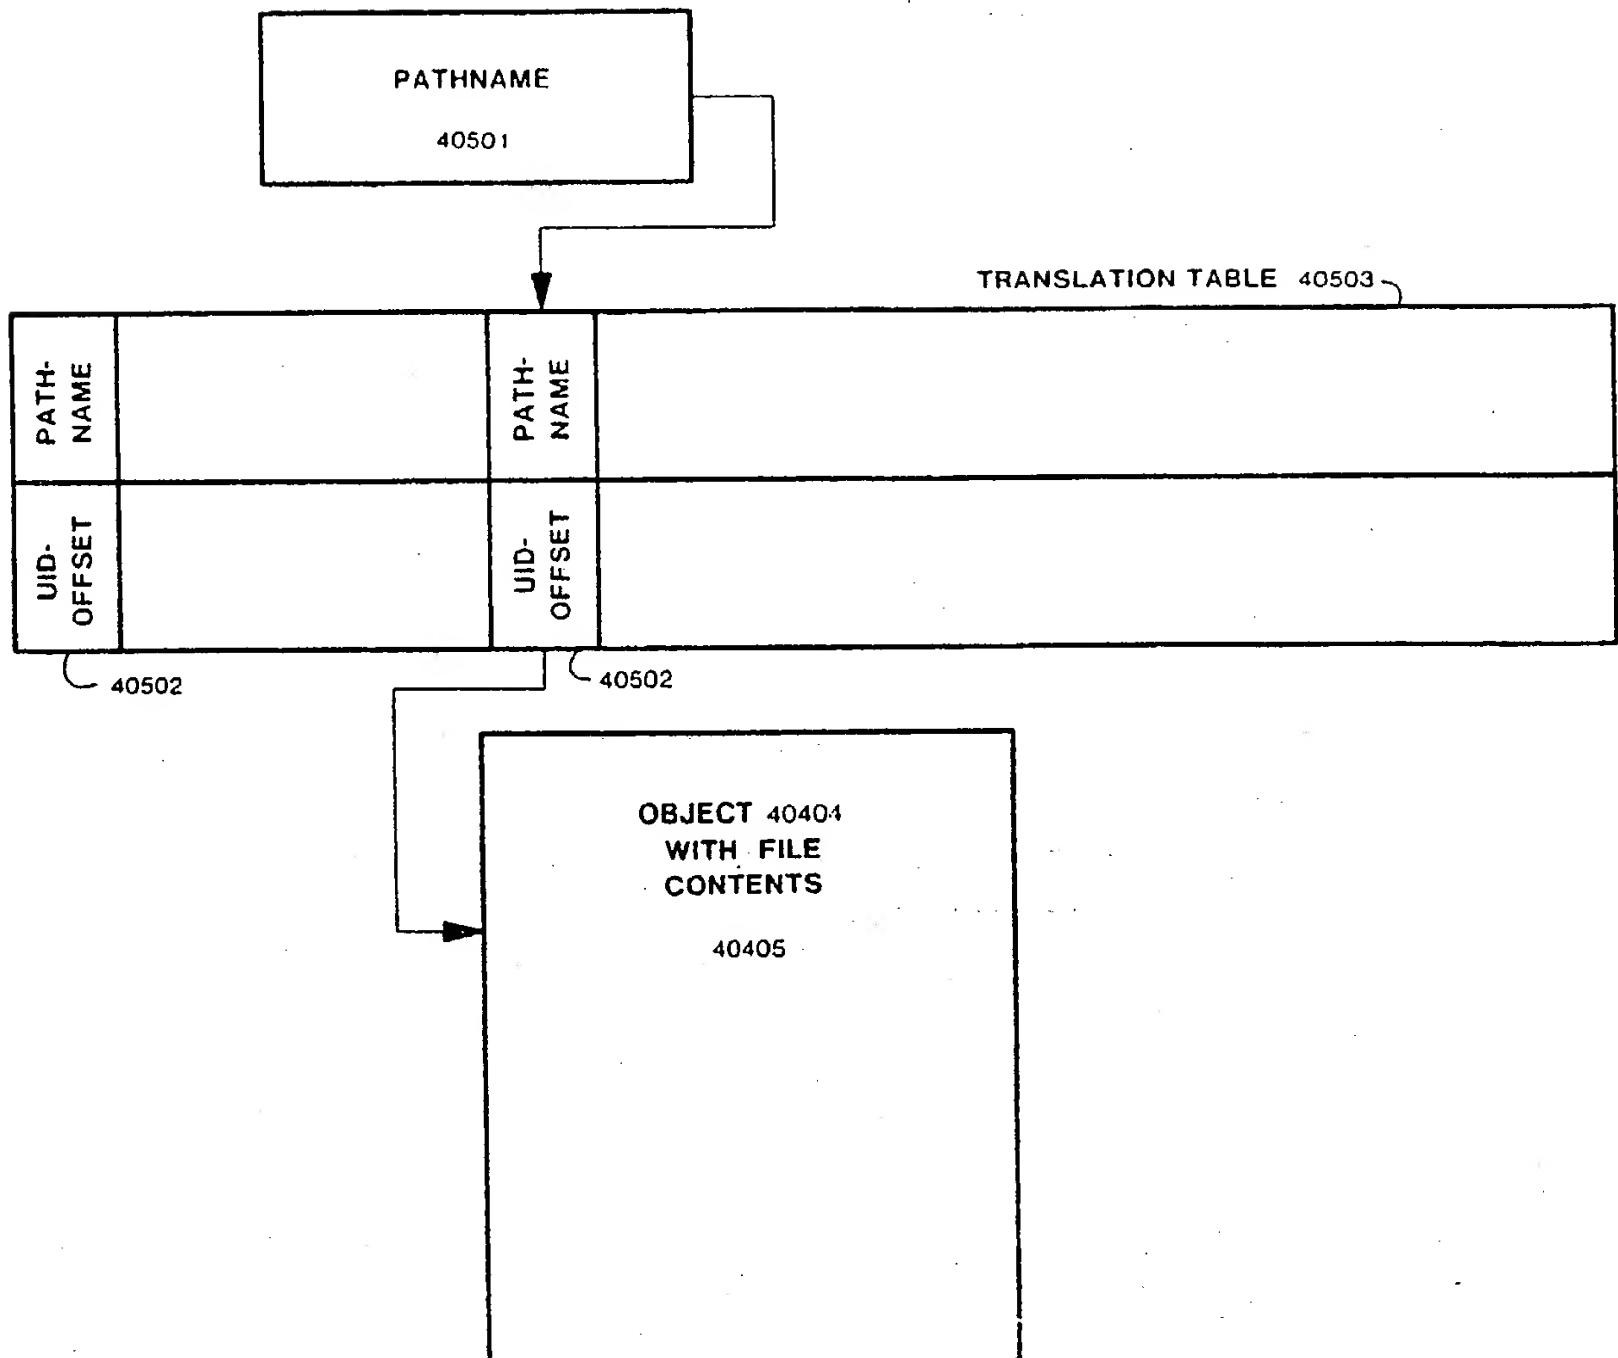 PATHNAME
40501
TRANSLATION TABLE 40503
PATH-
NAME
PATH-
NAME
UID-
OFFSET
UID-
OFFSET
40502
40502
OBJECT 40404
WITH FILE
CONTENTS
40405